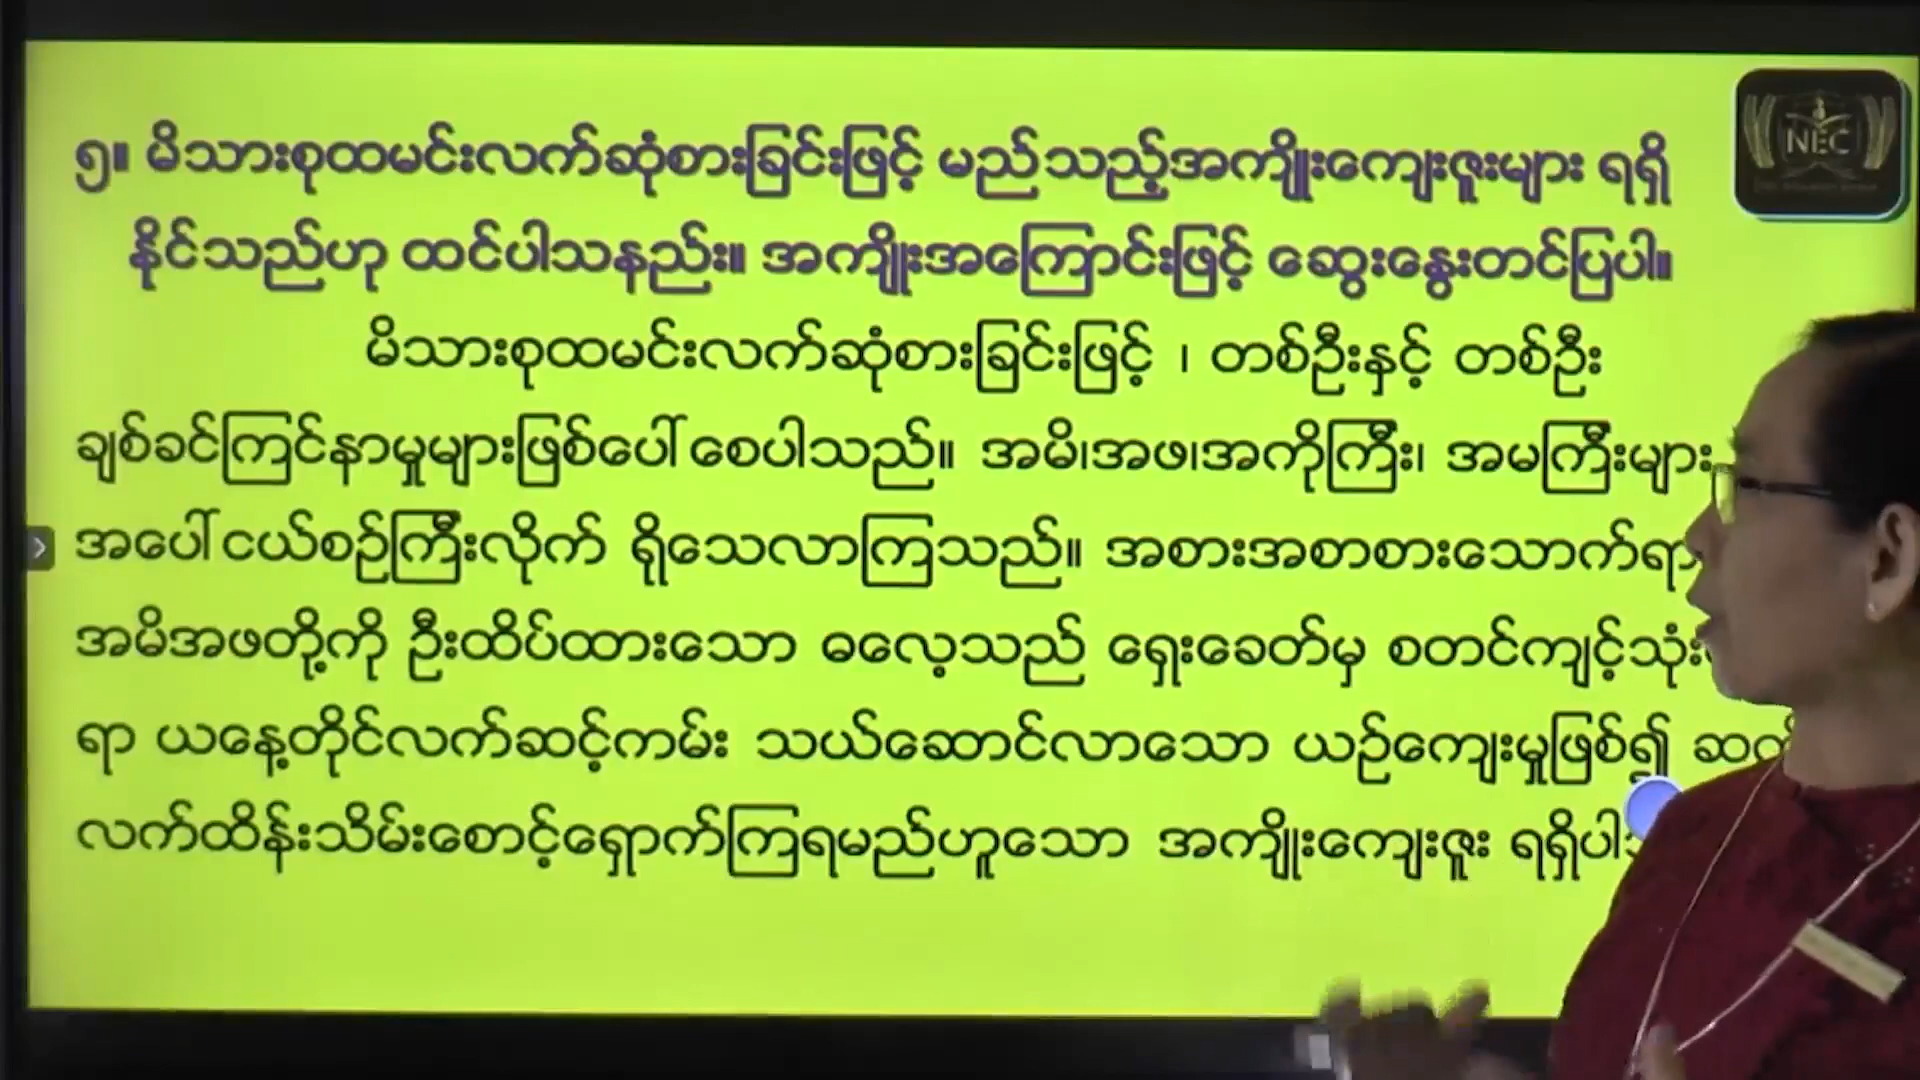 ၅။ မိသားစုထမင်းလက်ဆုံစားခြင်းဖြင့် မည်သည့်အကျိုးကျေးဇူးများ ရရှိ
နိုင်သည်ဟု ထင်ပါသနည်း။ အကျိုးအကြောင်းဖြင့် ဆွေးနွေးတင်ပြပါ။
မိသားစုထမင်းလက်ဆုံစားခြင်းဖြင့် ၊ တစ်ဦးနှင့် တစ်ဦး
ချစ်ခင်ကြင်နာမှုများဖြစ်ပေါ်စေပါသည်။ အမိ၊အဖ၊အကိုကြီး၊ အမကြီးများ
အပေါ်ငယ်စဉ်ကြီးလိုက် ရိုသေလာကြသည်။ အစားအစာစားသောက်ရာ
အမိအဖတို့ကို ဦးထိပ်ထားသော ဓလေ့သည် ရှေးခေတ်မှ စတင်ကျင့်သုံး
ရာ ယနေ့တိုင်လက်ဆင့်ကမ်း သယ်ဆောင်လာသော ယဉ်ကျေးမှုဖြစ်၍
လက်ထိန်းသိမ်းစောင့်ရှောက်ကြရမည်ဟူသော အကျိုးကျေးဇူး ရရှိပါ
NEC